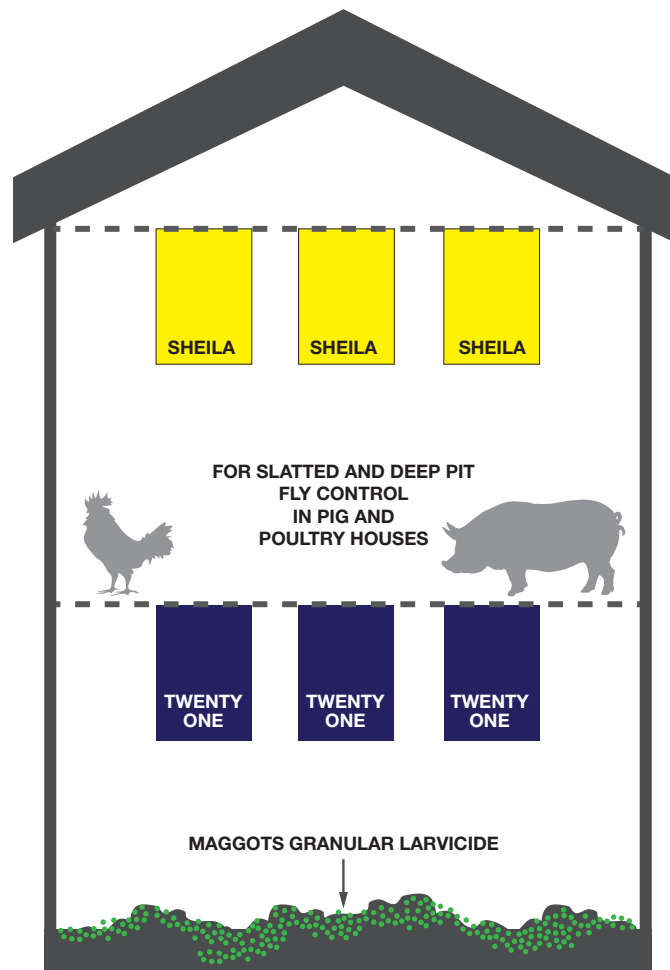 SHEILA SHEILA SHEILA
FOR SLATTED AND DEEP PIT
FLY CONTROL
IN PIG AND
POULTRY HOUSES
TWENTY ONE
TWENTY ONE
TWENTY ONE
MAGGOTS GRANULAR LARVICIDE